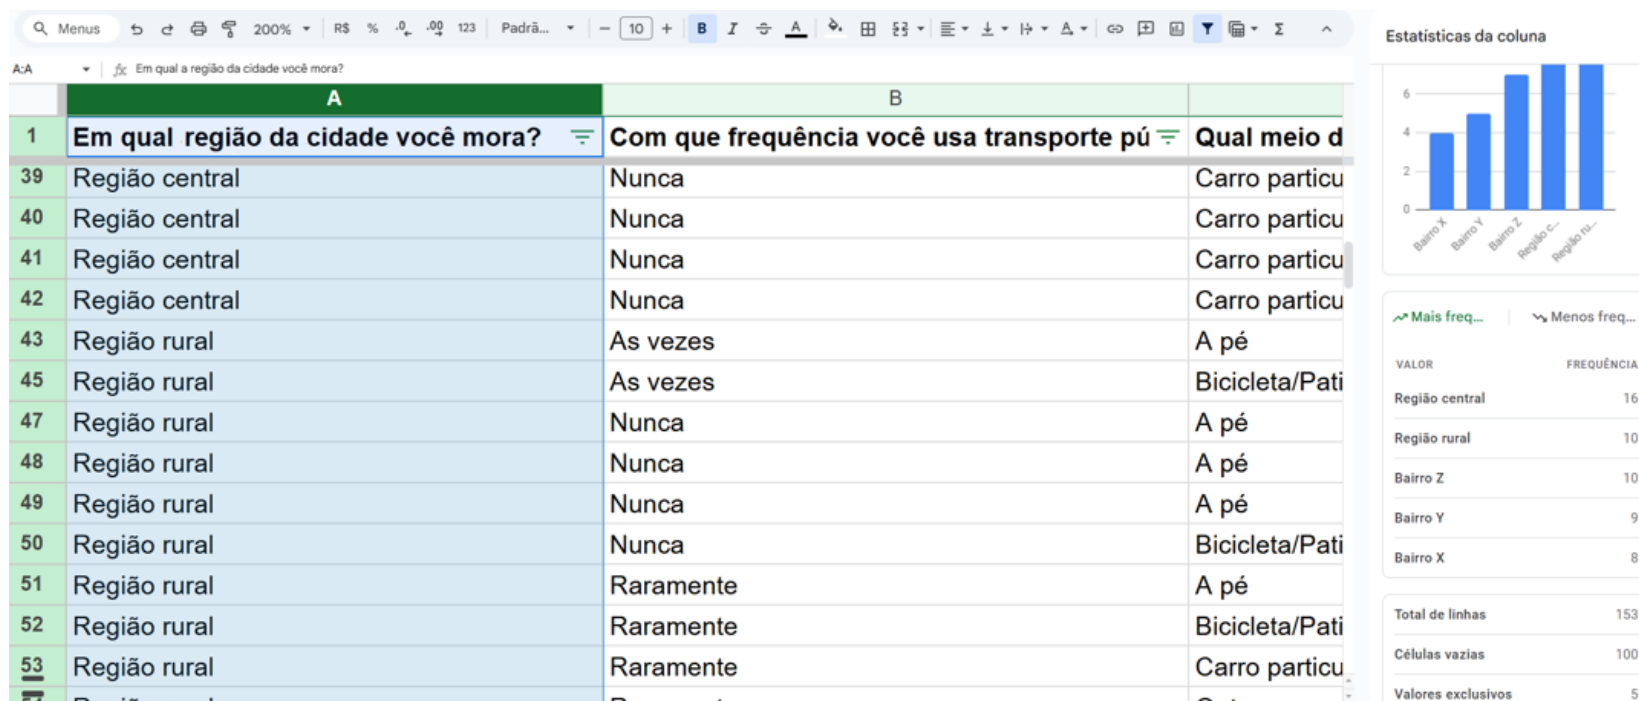 Menus 200% R$ % .0 .00 123 Padrã... 10 B I A Σ
A:A fx Em qual a região da cidade você mora?
A B
1 Em qual região da cidade você mora? Com que frequência você usa transporte pú Qual meio d
39 Região central Nunca Carro particu
40 Região central Nunca Carro particu
41 Região central Nunca Carro particu
42 Região central Nunca Carro particu
43 Região rural As vezes A pé
45 Região rural As vezes Bicicleta/Pati
47 Região rural Nunca A pé
48 Região rural Nunca A pé
49 Região rural Nunca A pé
50 Região rural Nunca Bicicleta/Pati
51 Região rural Raramente A pé
52 Região rural Raramente Bicicleta/Pati
53 Região rural Raramente Carro particu
Estatísticas da coluna
6
4
2
0
Bairro X Bairro Y Bairro Z Região c... Região ru...
Mais freq... Menos freq...
VALOR FREQUÊNCIA
Região central 16
Região rural 10
Bairro Z 10
Bairro Y 9
Bairro X 8
Total de linhas 153
Células vazias 100
Valores exclusivos 5